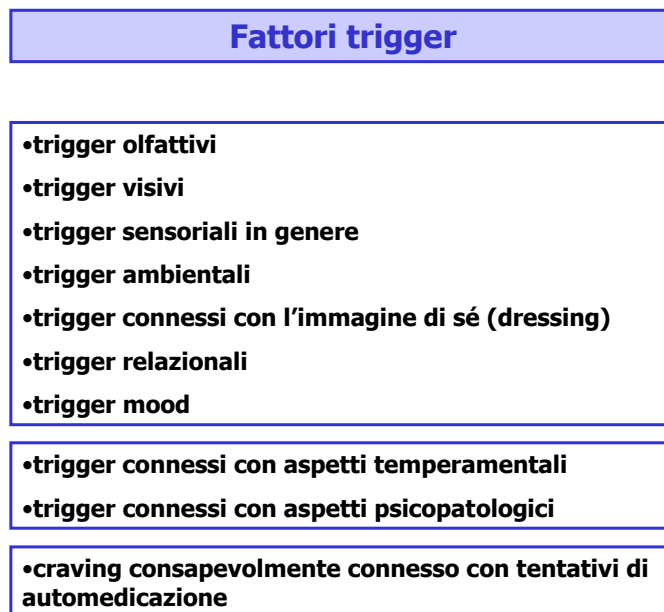 Fattori trigger
•trigger olfattivi
•trigger visivi
•trigger sensoriali in genere
•trigger ambientali
•trigger connessi con l’immagine di sé (dressing)
•trigger relazionali
•trigger mood
•trigger connessi con aspetti temperamentali
•trigger connessi con aspetti psicopatologici
•craving consapevolmente connesso con tentativi di
automedicazione